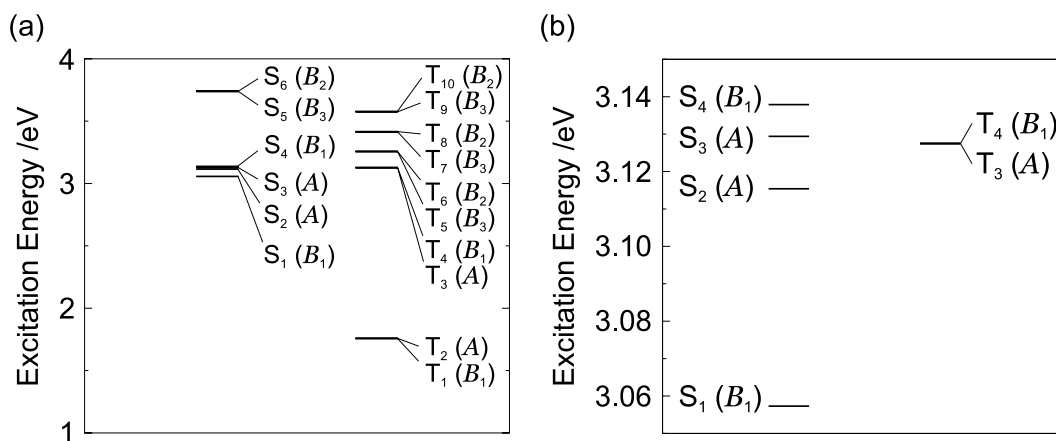 (a)
Excitation Energy /eV
4
3
2
1
S₆ (B₂)
S₅ (B₃)
S₄ (B₁)
S₃ (A)
S₂ (A)
S₁ (B₁)
T₁₀ (B₂)
T₉ (B₃)
T₈ (B₂)
T₇ (B₃)
T₆ (B₂)
T₅ (B₃)
T₄ (B₁)
T₃ (A)
T₂ (A)
T₁ (B₁)
(b)
Excitation Energy /eV
3.14
3.12
3.10
3.08
3.06
S₄ (B₁)
S₃ (A)
S₂ (A)
S₁ (B₁)
T₄ (B₁)
T₃ (A)